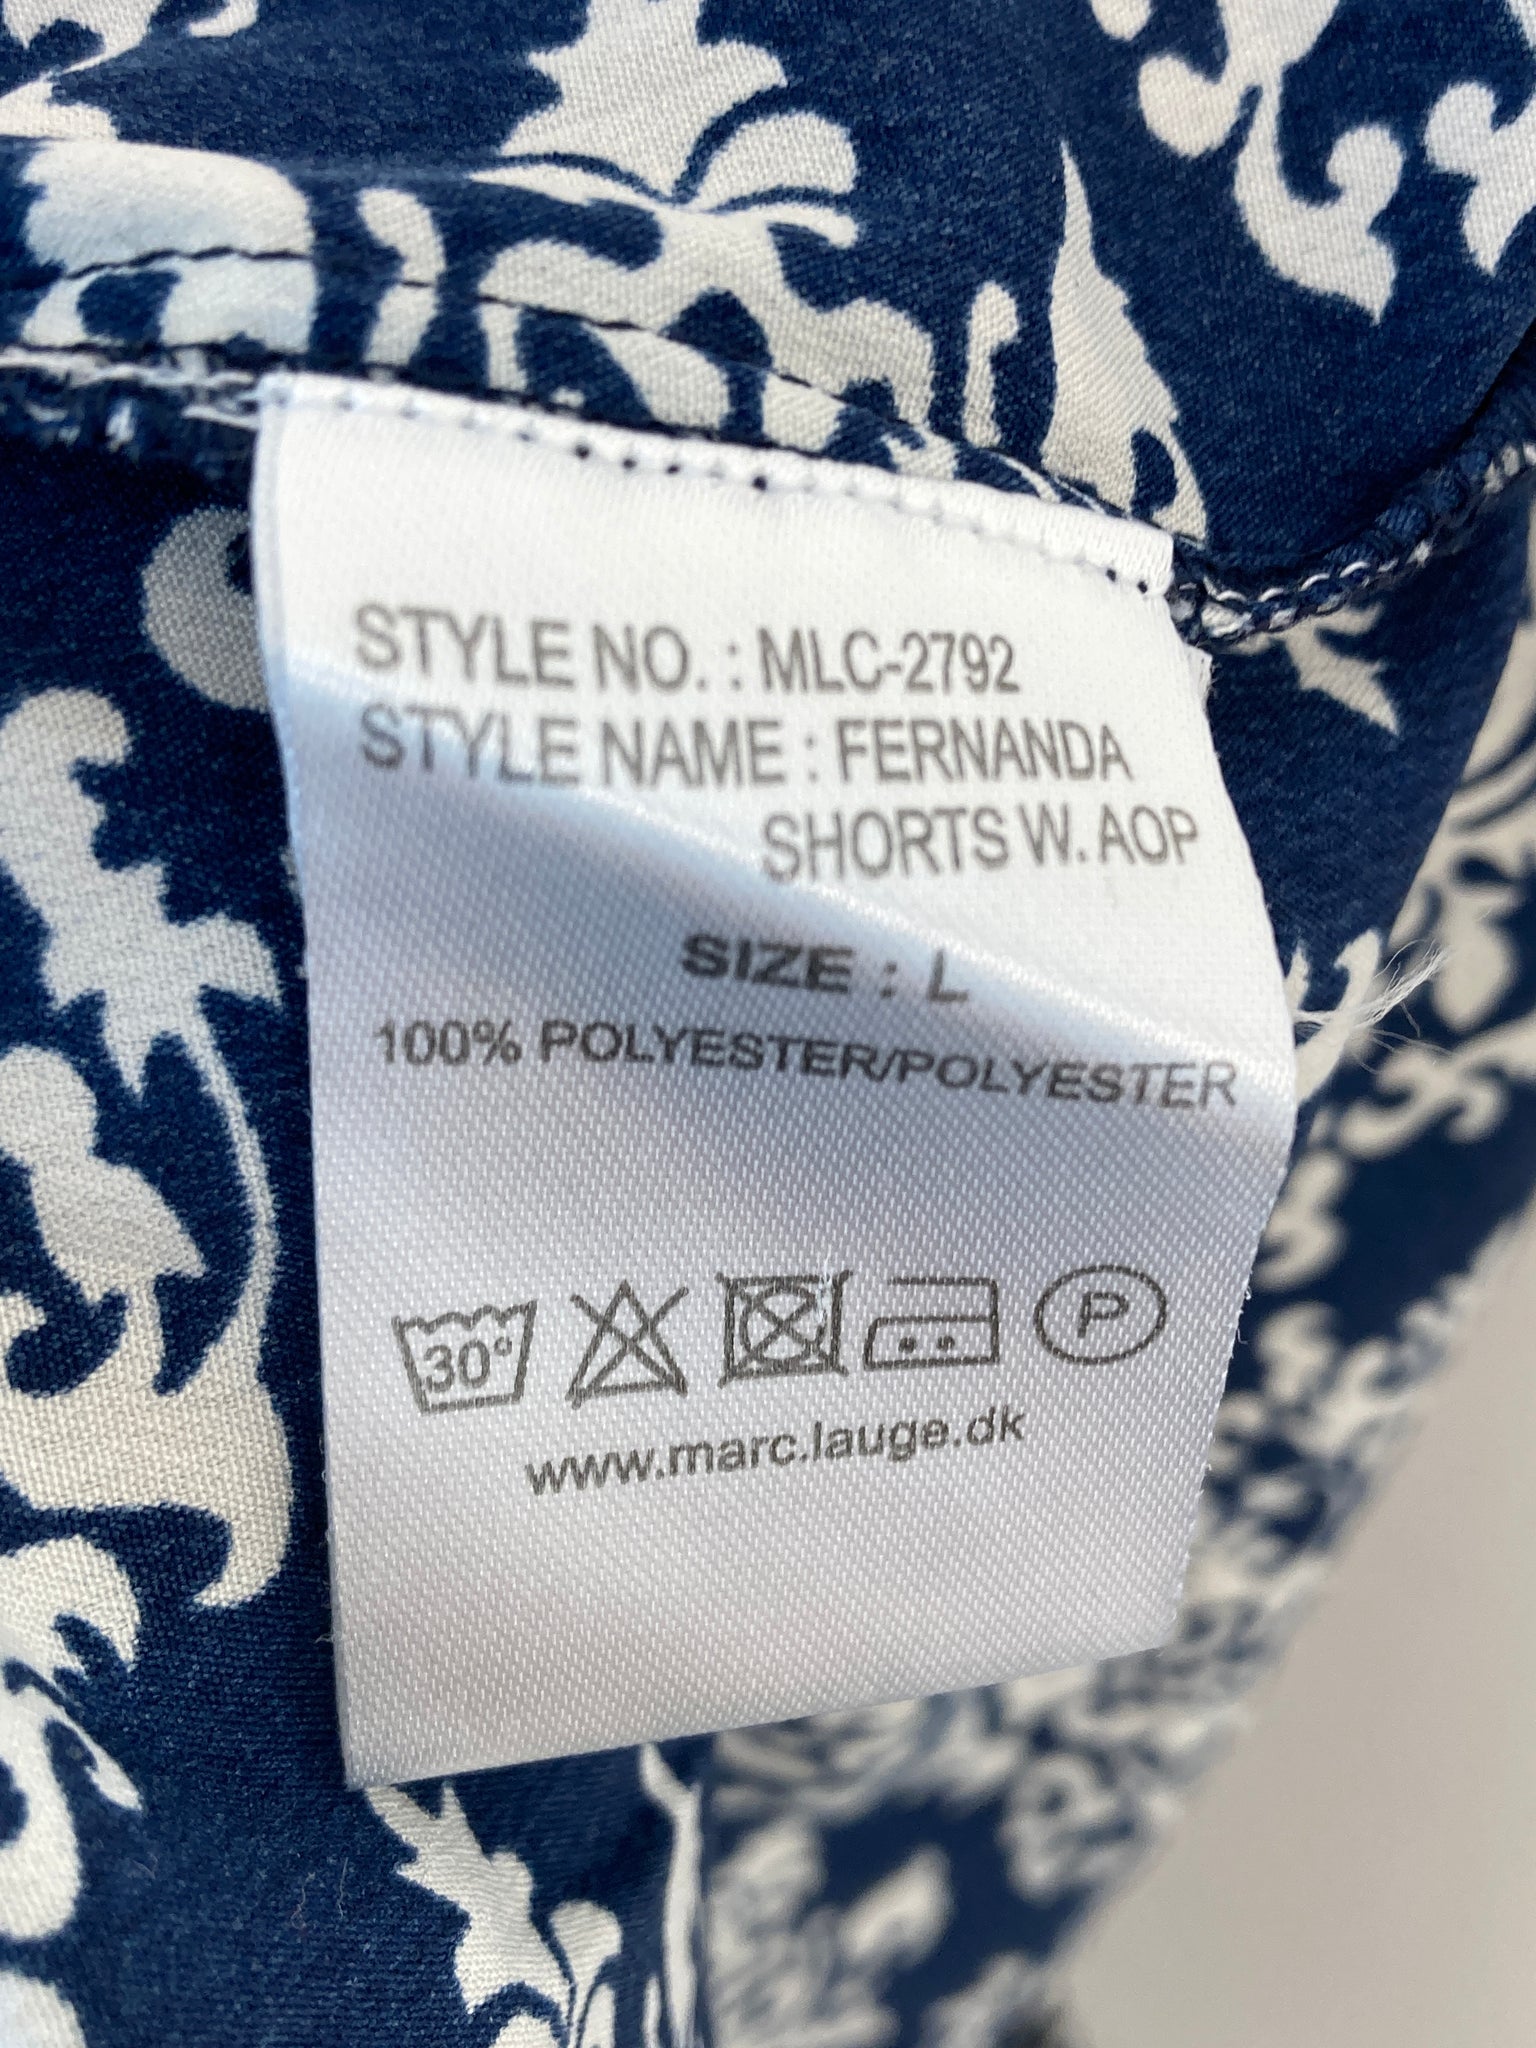 STYLE NO. : MLC-2792
STYLE NAME : FERNANDA
SHORTS W. AOP
SIZE : L
100% POLYESTER/POLYESTER
30° P
www.marc.lauge.dk